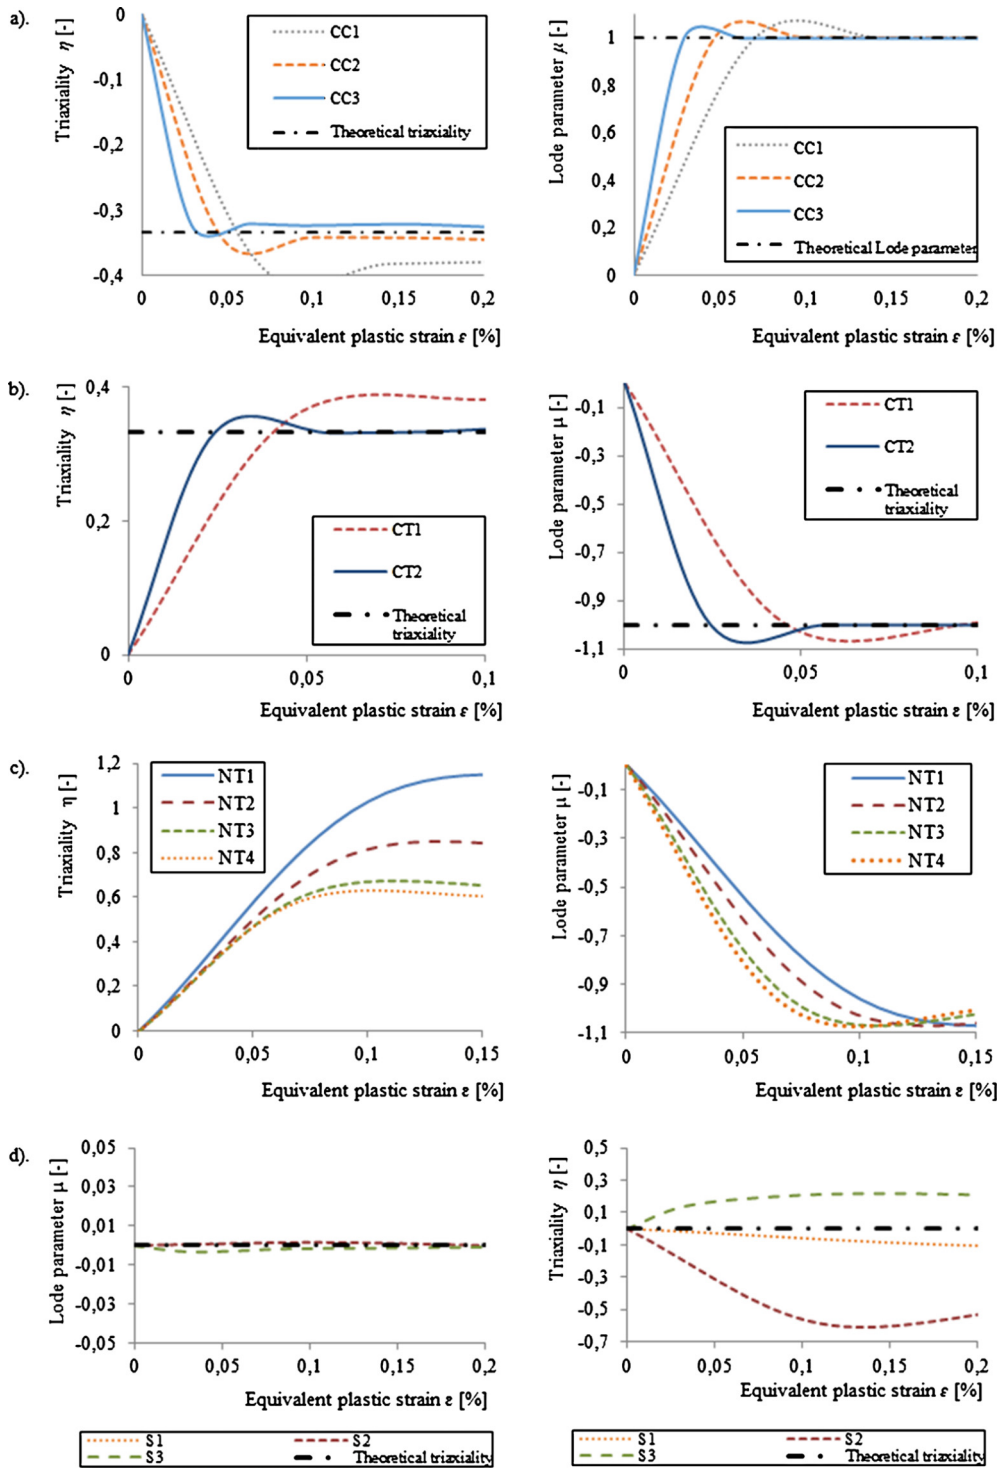 a).
Triaxiality η [-]
0
-0,1
-0,2
-0,3
-0,4
CC1
CC2
CC3
Theoretical triaxiality
0 0,05 0,1 0,15 0,2
Equivalent plastic strain ε [%]
Lode parameter μ [-]
1
0,8
0,6
0,4
0,2
0
CC1
CC2
CC3
Theoretical Lode parameter
0 0,05 0,1 0,15 0,2
Equivalent plastic strain ε [%]
b).
Triaxiality η [-]
0,4
0,2
0
CT1
CT2
Theoretical
triaxiality
0 0,05 0,1
Equivalent plastic strain ε [%]
Lode parameter μ [-]
-0,1
-0,3
-0,5
-0,7
-0,9
-1,1
CT1
CT2
Theoretical
triaxiality
0 0,05 0,1
Equivalent plastic strain ε [%]
c).
Triaxiality η [-]
1,2
1
0,8
0,6
0,4
0,2
0
NT1
NT2
NT3
NT4
0 0,05 0,1 0,15
Equivalent plastic strain ε [%]
Lode parameter μ [-]
-0,1
-0,3
-0,5
-0,7
-0,9
-1,1
NT1
NT2
NT3
NT4
0 0,05 0,1 0,15
Equivalent plastic strain ε [%]
d).
Lode parameter μ [-]
0,05
0,03
0,01
-0,01
-0,03
-0,05
0 0,05 0,1 0,15 0,2
Equivalent plastic strain ε [%]
S1 S2
S3 Theoretical triaxiality
Triaxiality η [-]
0,5
0,3
0,1
-0,1
-0,3
-0,5
-0,7
0 0,05 0,1 0,15 0,2
Equivalent plastic strain ε [%]
S1 S2
S3 Theoretical triaxiality